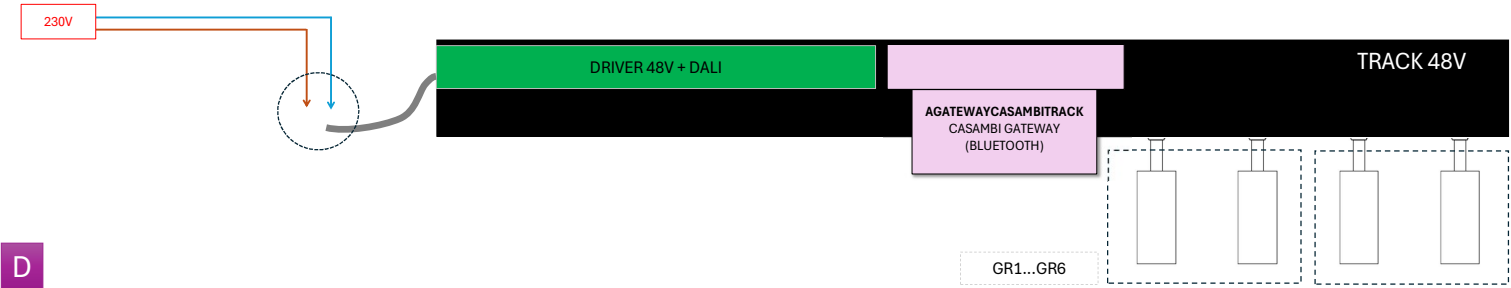 230V
DRIVER 48V + DALI
TRACK 48V
AGATEWAYCASAMBITRACK
CASAMBI GATEWAY
(BLUETOOTH)
GR1...GR6
D